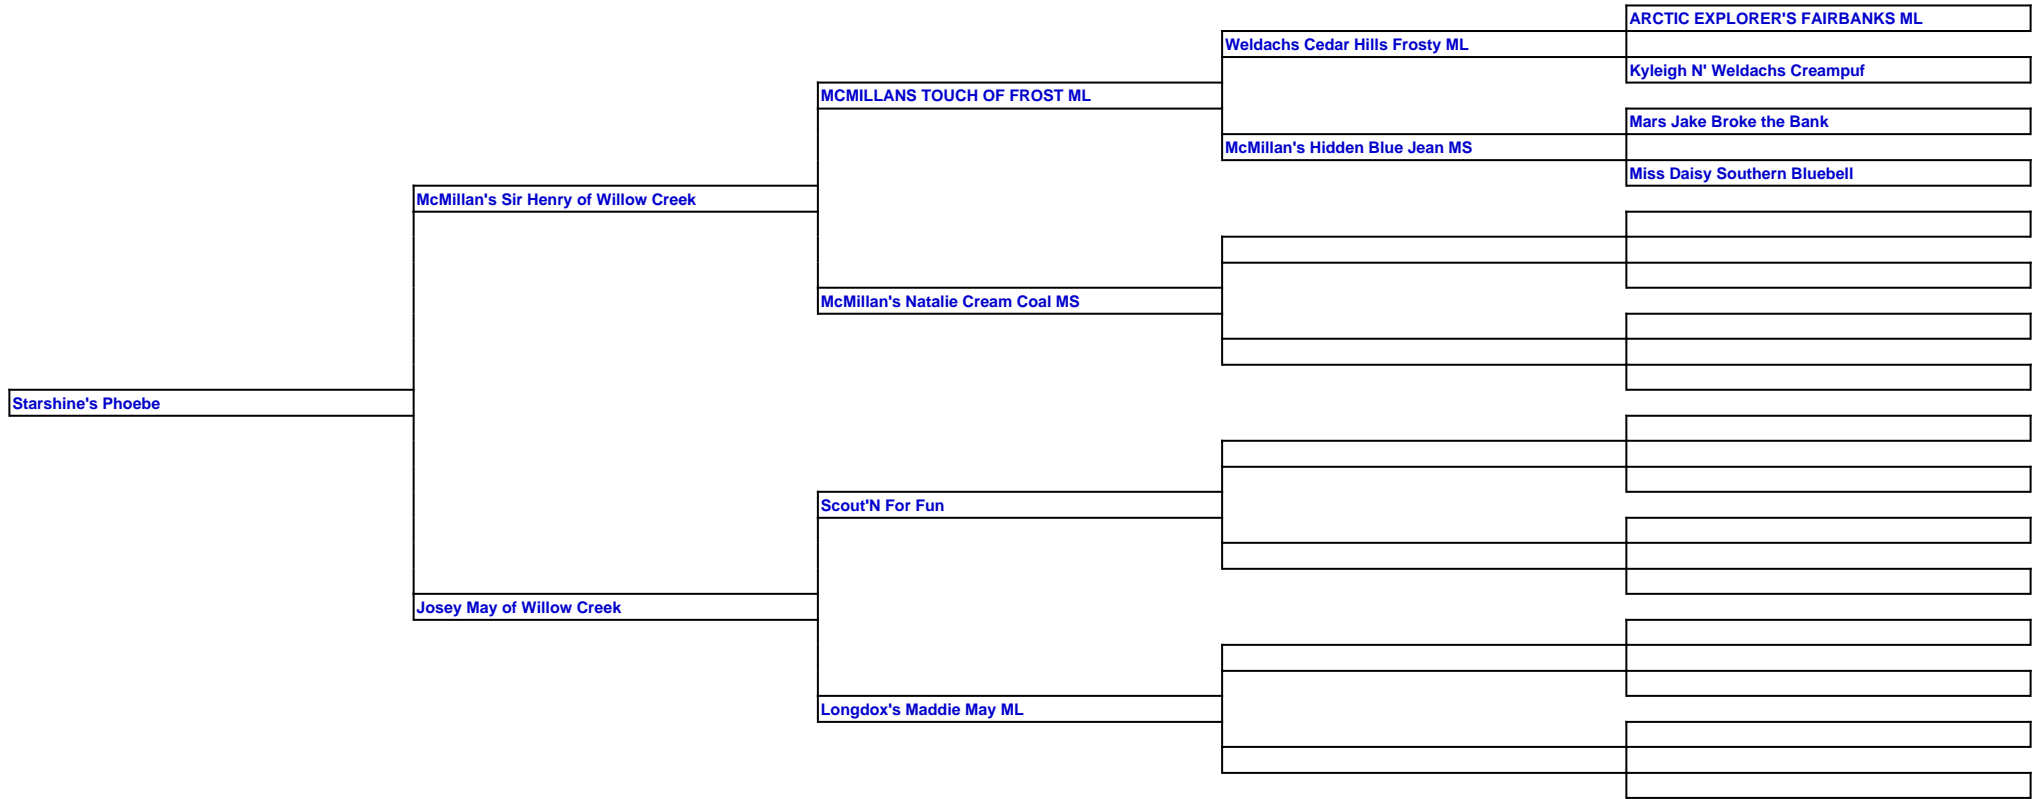 ARCTIC EXPLORER'S FAIRBANKS ML
Weldachs Cedar Hills Frosty ML
Kyleigh N' Weldachs Creampuf
MCMILLANS TOUCH OF FROST ML
Mars Jake Broke the Bank
McMillan's Hidden Blue Jean MS
Miss Daisy Southern Bluebell
McMillan's Sir Henry of Willow Creek
McMillan's Natalie Cream Coal MS
Starshine's Phoebe
Scout'N For Fun
Josey May of Willow Creek
Longdox's Maddie May ML